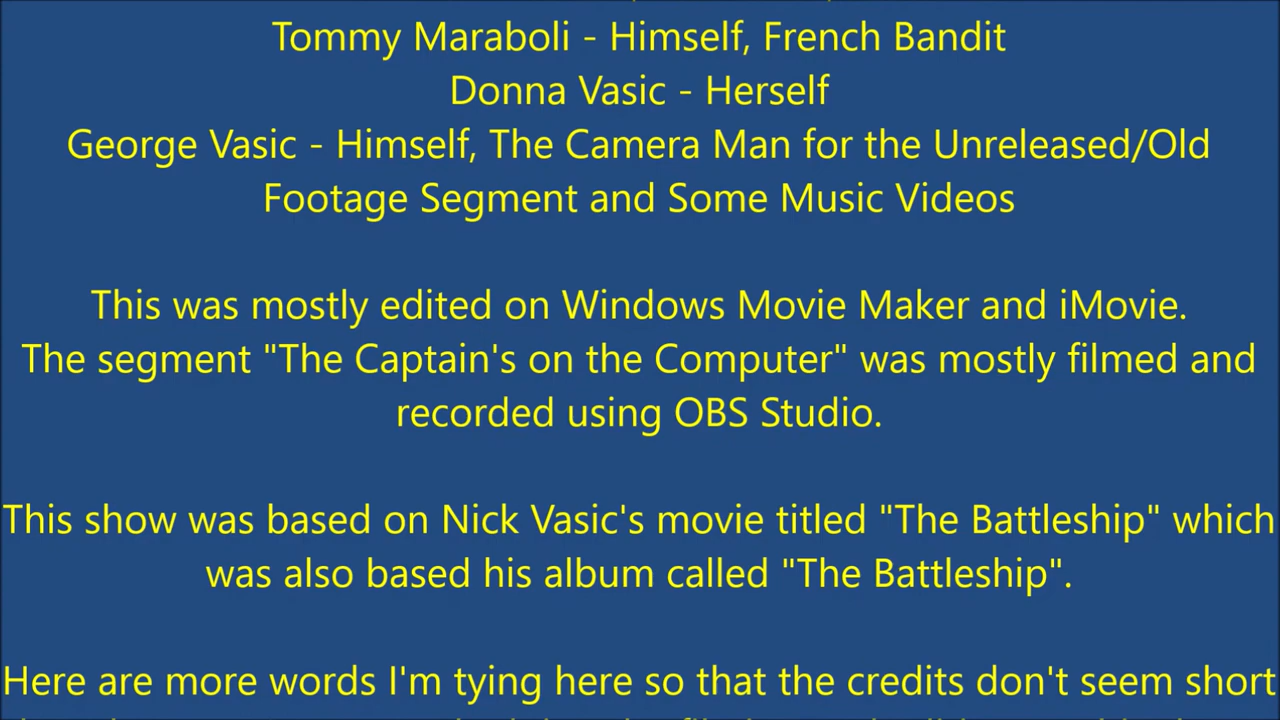 Tommy Maraboli - Himself, French Bandit
Donna Vasic - Herself
George Vasic - Himself, The Camera Man for the Unreleased/Old
Footage Segment and Some Music Videos
This was mostly edited on Windows Movie Maker and iMovie.
The segment "The Captain's on the Computer" was mostly filmed and
recorded using OBS Studio.
This show was based on Nick Vasic's movie titled "The Battleship" which
was also based his album called "The Battleship".
Here are more words I'm tying here so that the credits don't seem short